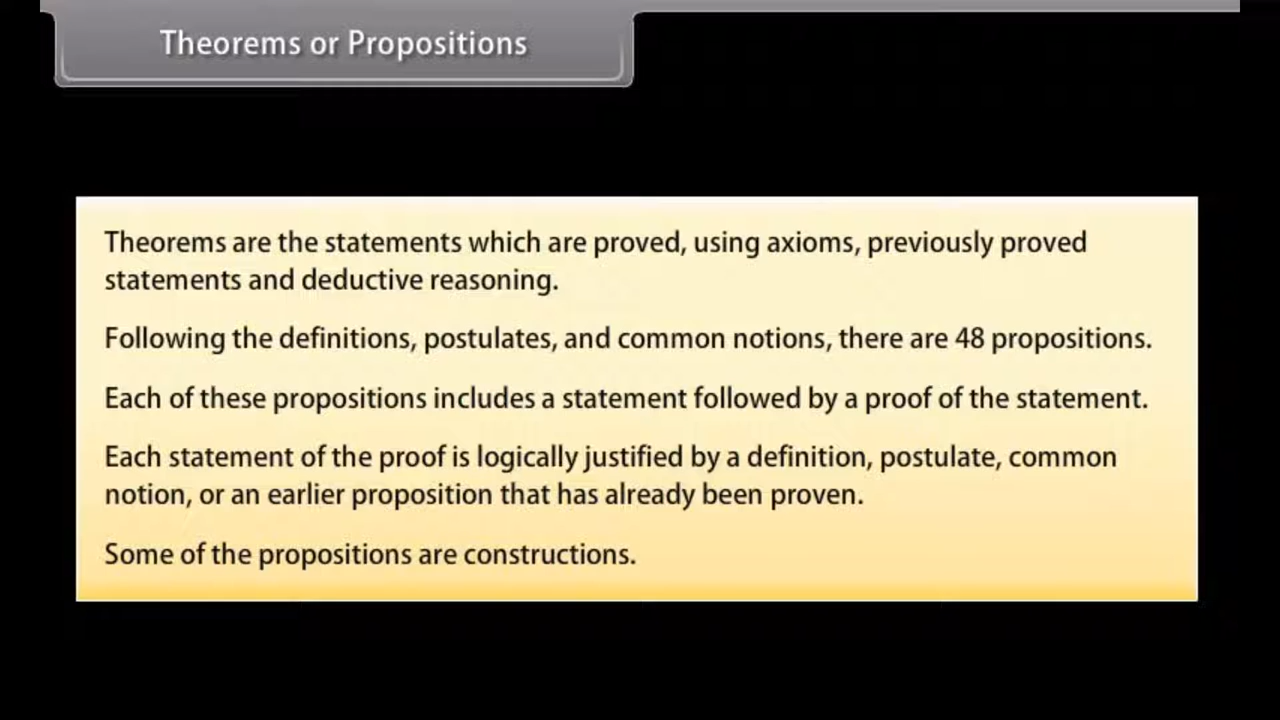 Theorems or Propositions
Theorems are the statements which are proved, using axioms, previously proved
statements and deductive reasoning.
Following the definitions, postulates, and common notions, there are 48 propositions.
Each of these propositions includes a statement followed by a proof of the statement.
Each statement of the proof is logically justified by a definition, postulate, common
notion, or an earlier proposition that has already been proven.
Some of the propositions are constructions.